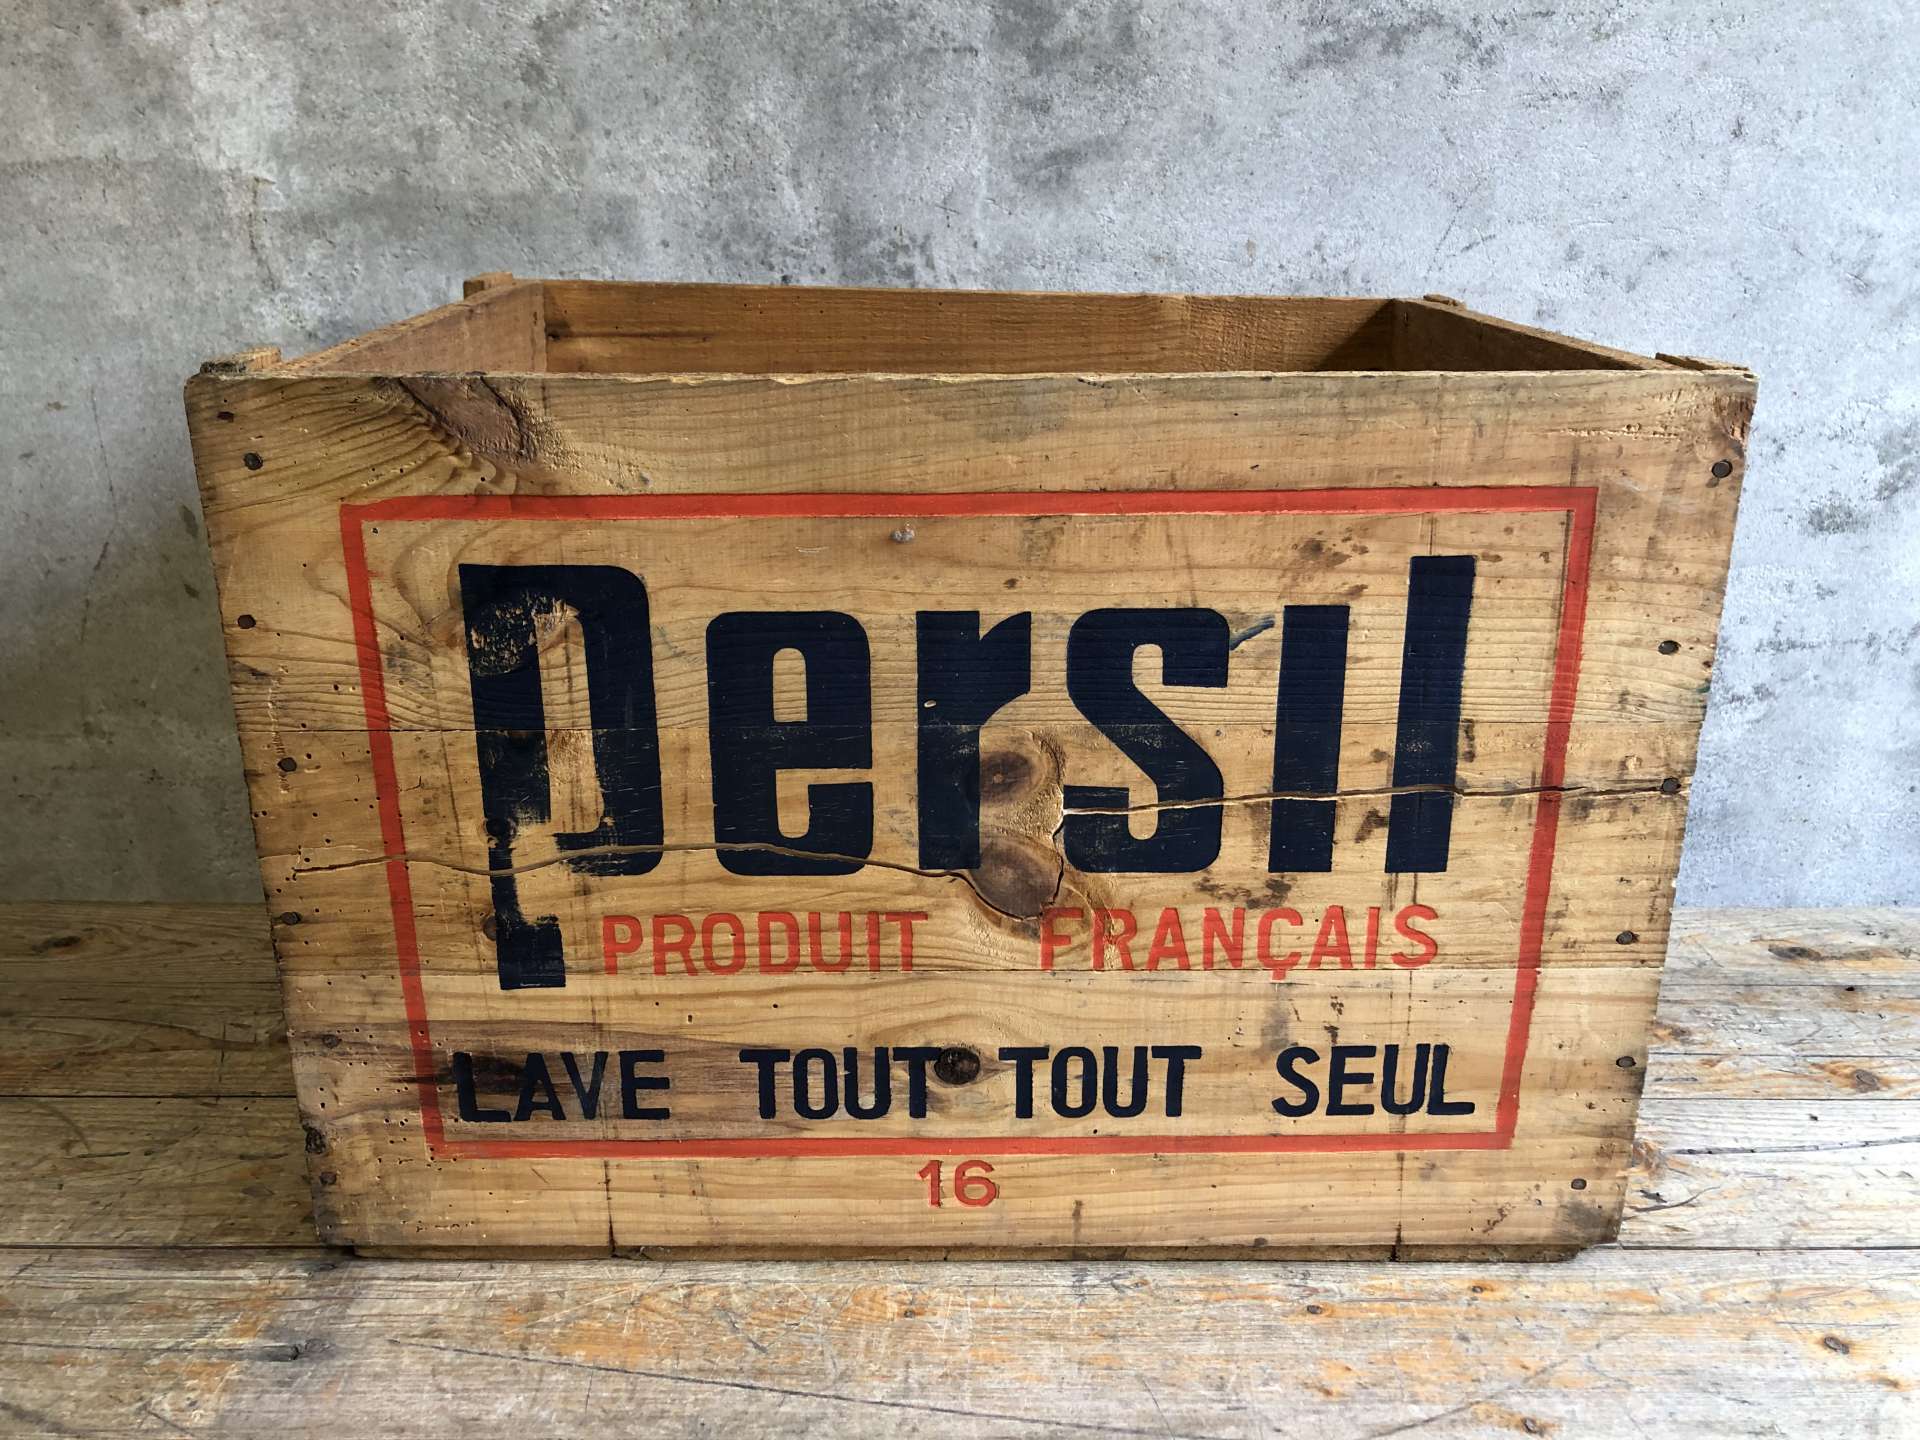 Persil
PRODUIT FRANÇAIS
LAVE TOUT TOUT SEUL
16